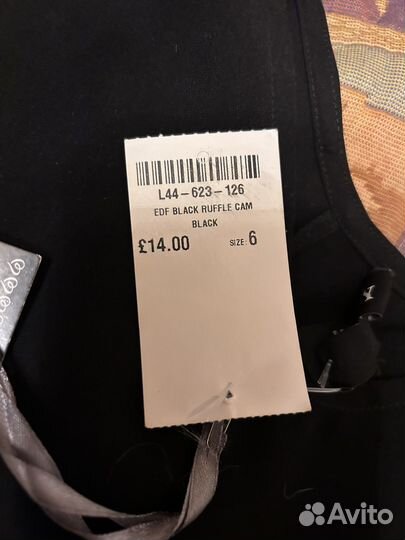 L44-623-126
EDF BLACK RUFFLE CAM
BLACK
£14.00 SIZE: 6
Avito